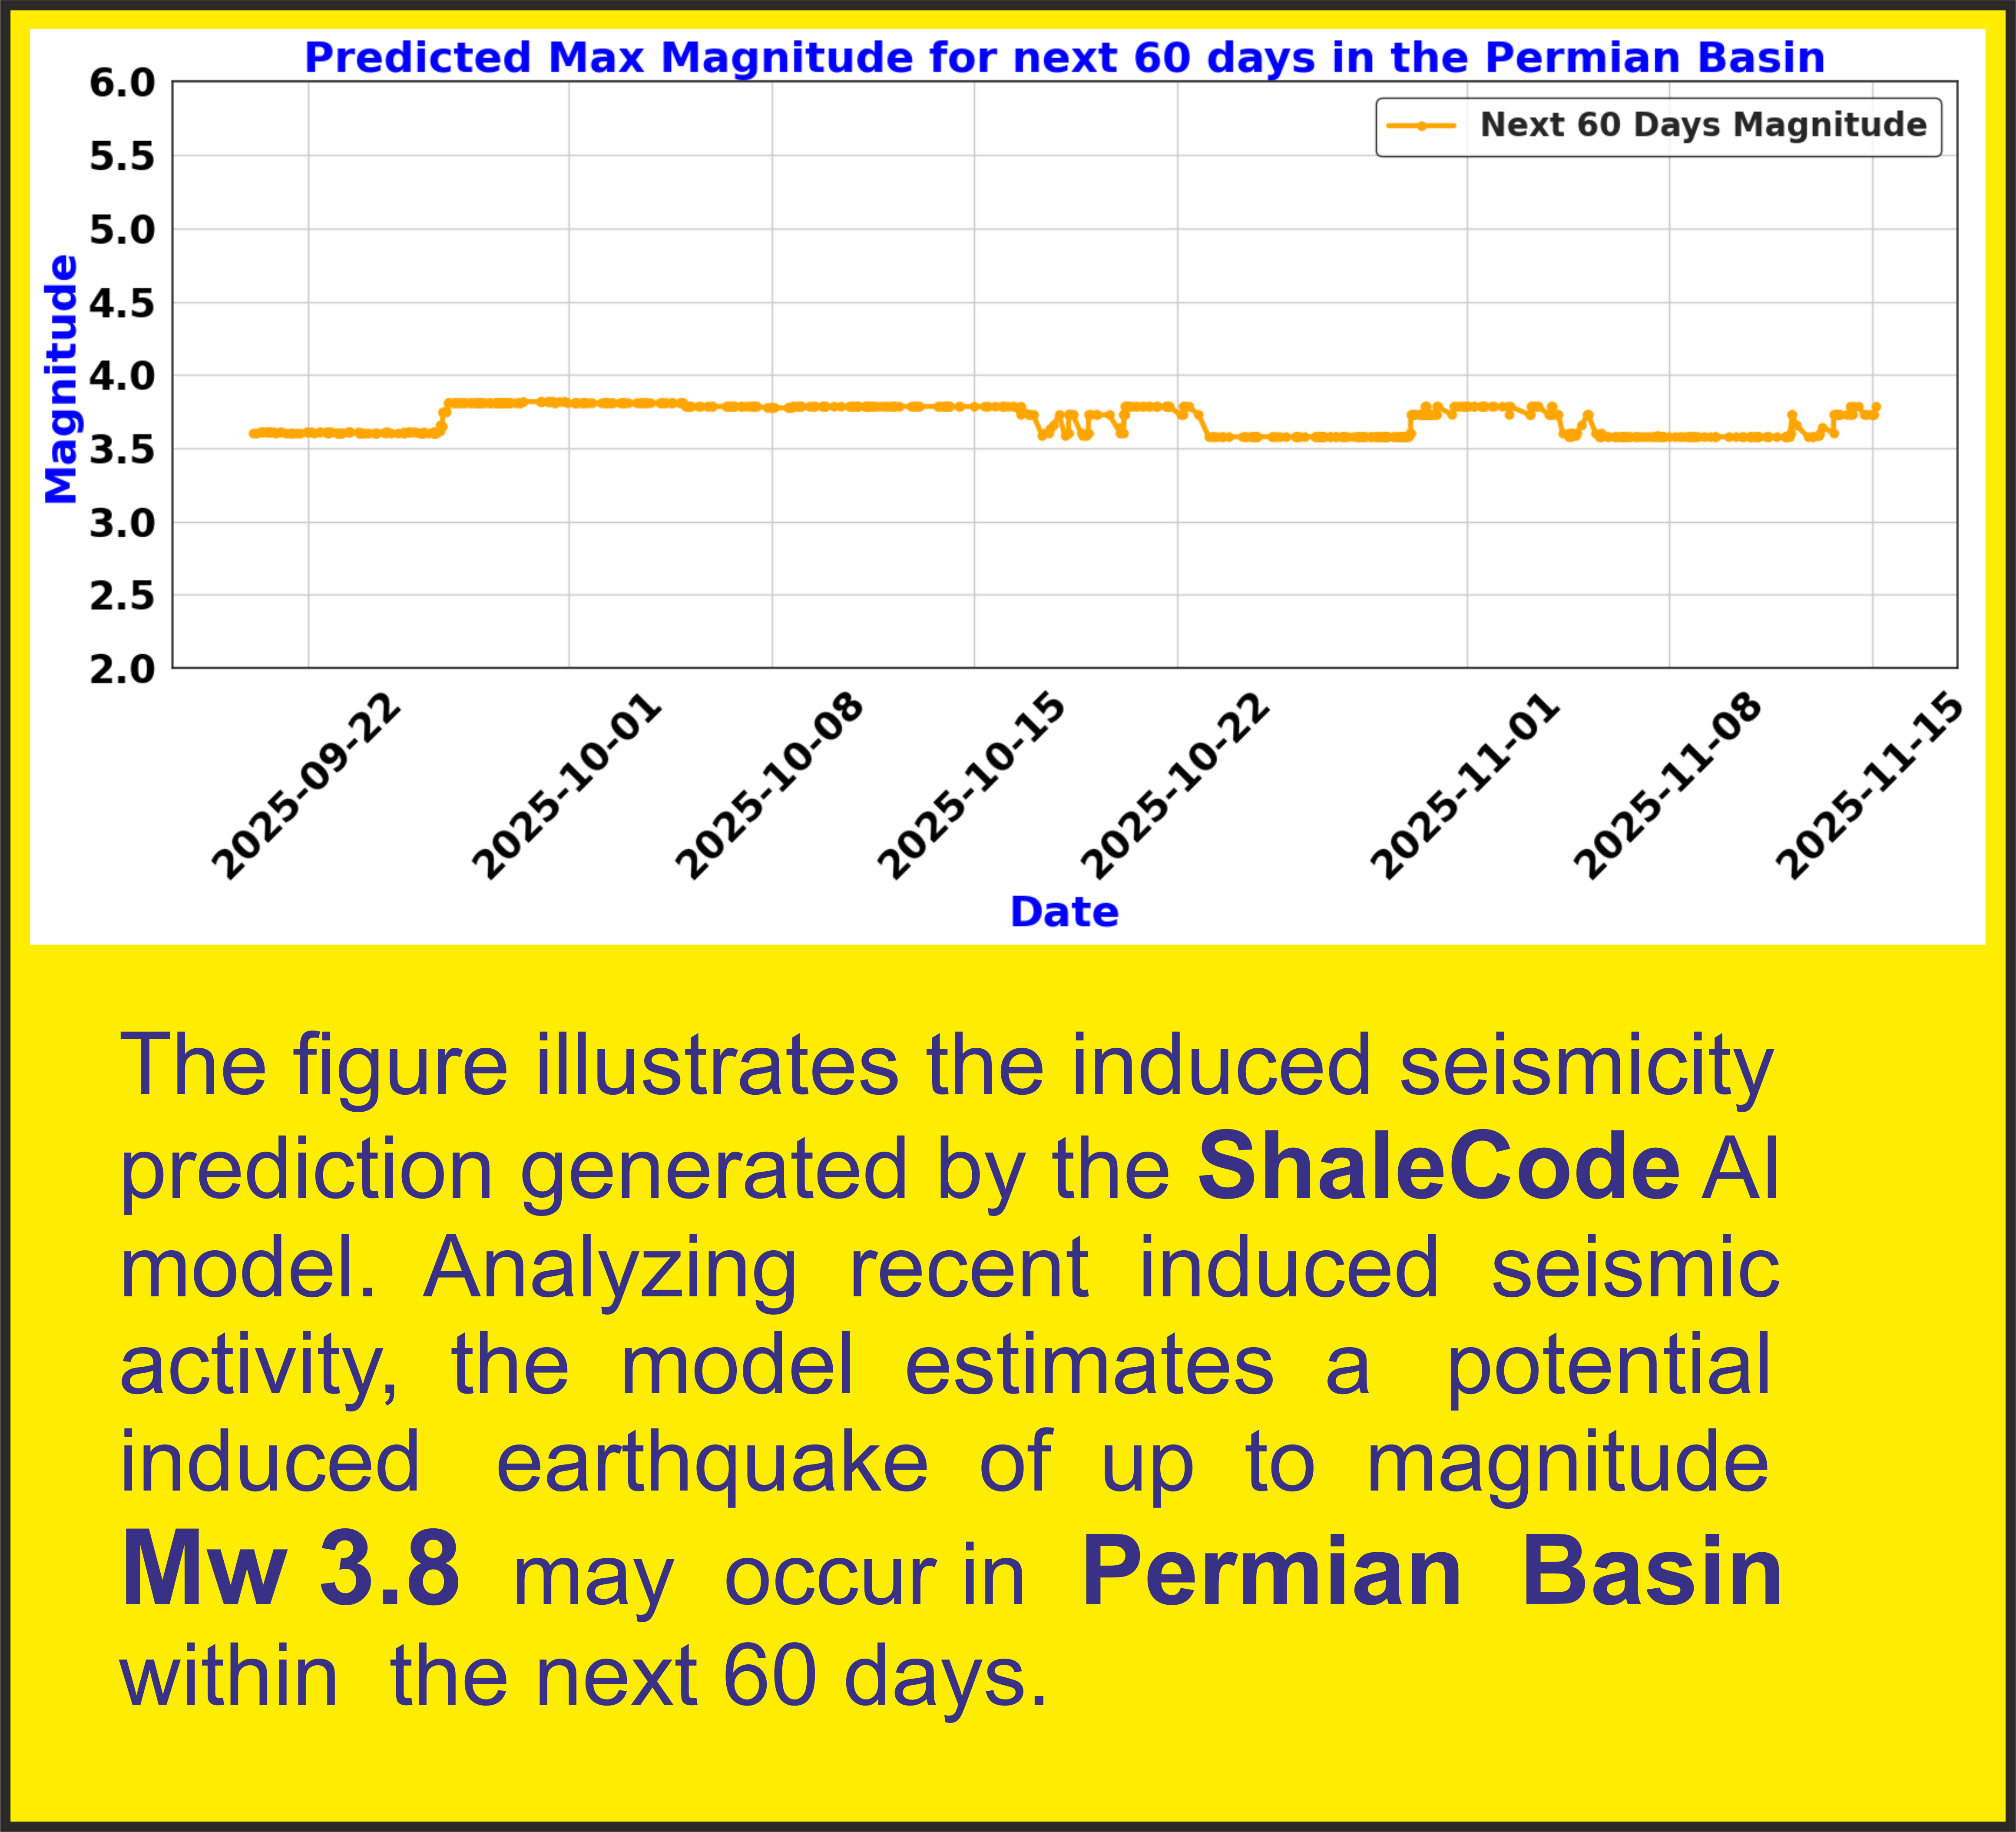 Predicted Max Magnitude for next 60 days in the Permian Basin
Next 60 Days Magnitude
Magnitude
6.0
5.5
5.0
4.5
4.0
3.5
3.0
2.5
2.0
2025-09-22
2025-10-01
2025-10-08
2025-10-15
2025-10-22
2025-11-01
2025-11-08
2025-11-15
Date
The figure illustrates the induced seismicity
prediction generated by the ShaleCode AI
model. Analyzing recent induced seismic
activity, the model estimates a potential
induced earthquake of up to magnitude
Mw 3.8 may occur in Permian Basin
within the next 60 days.